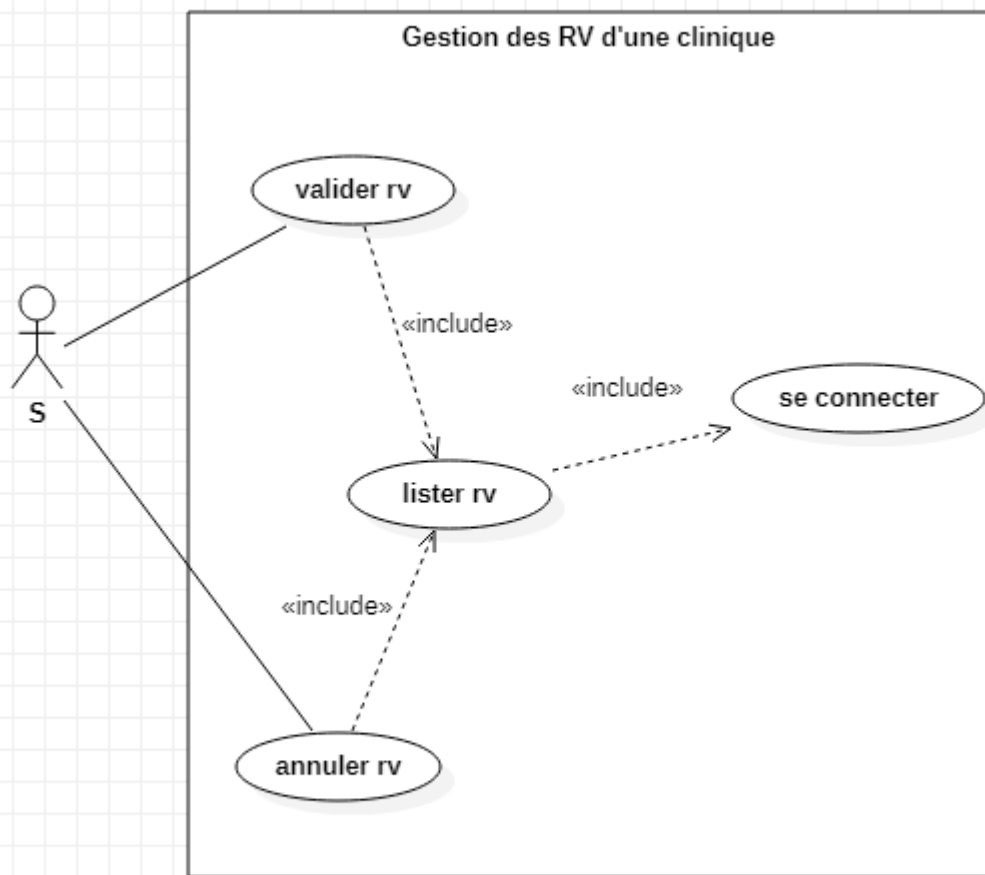 Gestion des RV d'une clinique
valider rv
«include»
«include»
se connecter
S
lister rv
«include»
annuler rv